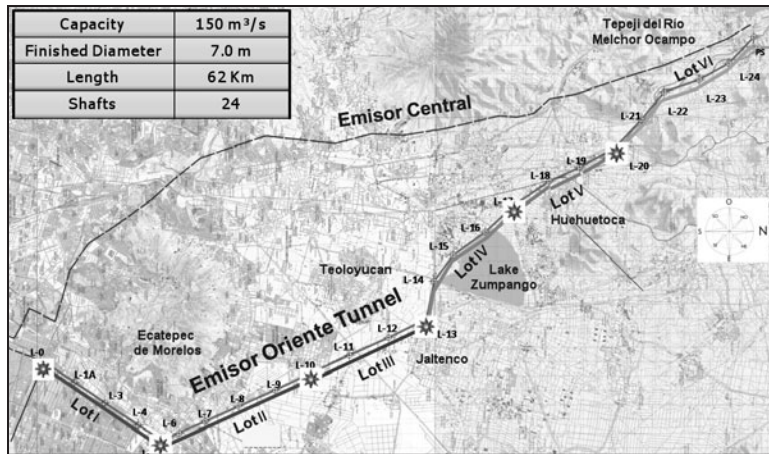 Capacity 150 m³/s
Finished Diameter 7.0 m
Length 62 Km
Shafts 24
Tepeji del Río
Melchor Ocampo
PS
Lot VI
L-24
L-23
L-22
L-21
Emisor Central
L-20
L-19
L-18
Lot V
Huehuetoca
O
S
N
L-16
L-15
Lot IV
Lake
Zumpango
Teoloyucan
L-14
Emisor Oriente Tunnel
L-13
L-12
L-11
Jaltenco
Lot III
Ecatepec
de Morelos
L-10
L-9
L-8
L-7
L-6
Lot II
L-0
L-1A
L-3
L-4
Lot I